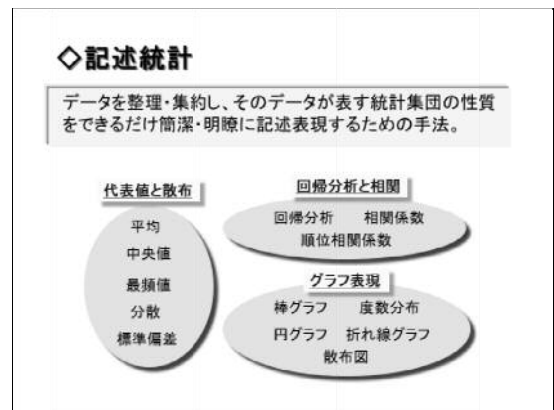 ◇記述統計
データを整理・集約し、そのデータが表す統計集団の性質
をできるだけ簡潔・明瞭に記述表現するための手法。
代表値と散布
平均
中央値
最頻値
分散
標準偏差
回帰分析と相関
回帰分析 相関係数
順位相関係数
グラフ表現
棒グラフ 度数分布
円グラフ 折れ線グラフ
散布図